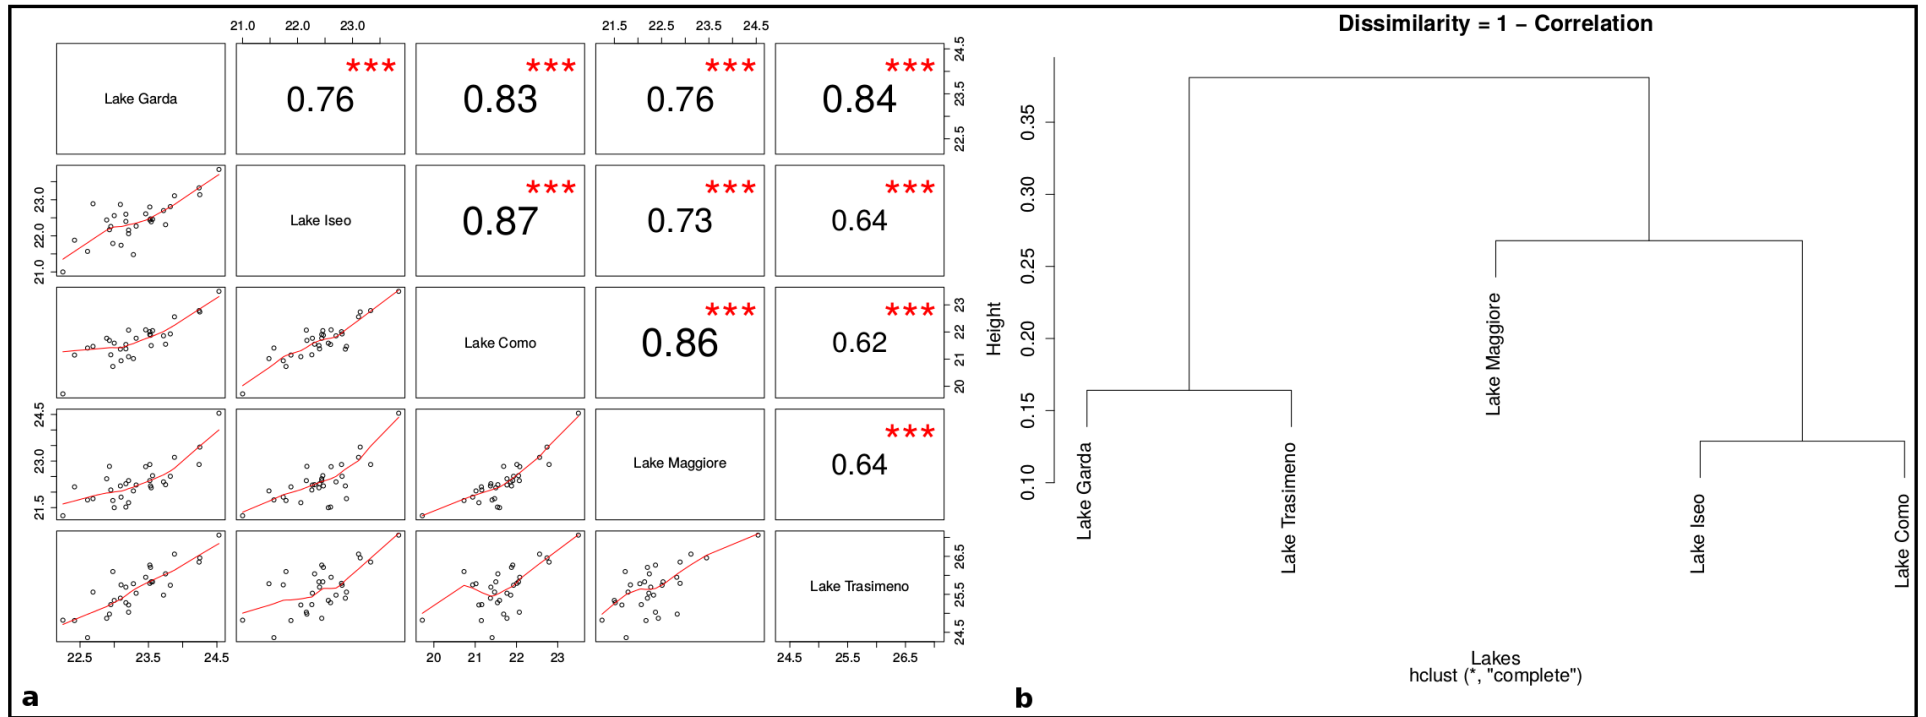 21.0 22.0 23.0
21.5 22.5 23.5 24.5
Lake Garda
***
0.76
***
0.83
***
0.76
***
0.84
22.5 23.5 24.5
21.0 22.0 23.0
Lake Iseo
***
0.87
***
0.73
***
0.64
Lake Como
***
0.86
***
0.62
20 21 22 23
21.5 23.0 24.5
Lake Maggiore
***
0.64
Lake Trasimeno
24.5 25.5 26.5
22.5 23.5 24.5
20 21 22 23
24.5 25.5 26.5
a
Dissimilarity = 1 − Correlation
Height
0.10 0.15 0.20 0.25 0.30 0.35
Lake Garda
Lake Trasimeno
Lake Maggiore
Lake Iseo
Lake Como
Lakes
hclust (*, "complete")
b